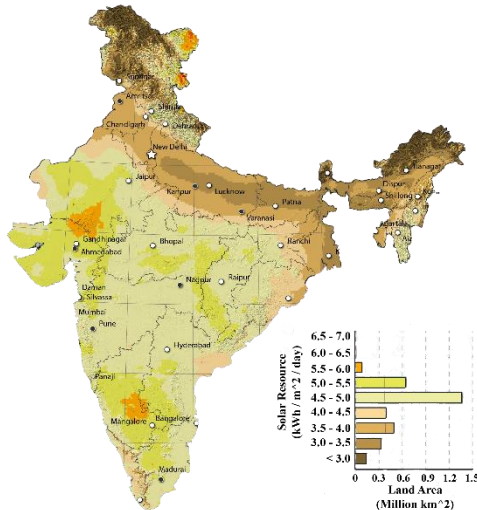 Srinagar
Amritsar
Shimla
Chandigarh
Dehradun
New Delhi
Jaipur
Kanpur
Lucknow
Patna
Varanasi
Itanagar
Dispur
Shillong
Agartala
Gandhinagar
Ahmedabad
Bhopal
Ranchi
Nagpur
Raipur
Daman
Silvassa
Mumbai
Pune
Hyderabad
Panaji
Mangalore
Bangalore
Madurai
Solar Resource
(kWh / m^2 / day)
6.5 - 7.0
6.0 - 6.5
5.5 - 6.0
5.0 - 5.5
4.5 - 5.0
4.0 - 4.5
3.5 - 4.0
3.0 - 3.5
< 3.0
0 0.3 0.6 0.9 1.2 1.5
Land Area
(Million km^2)